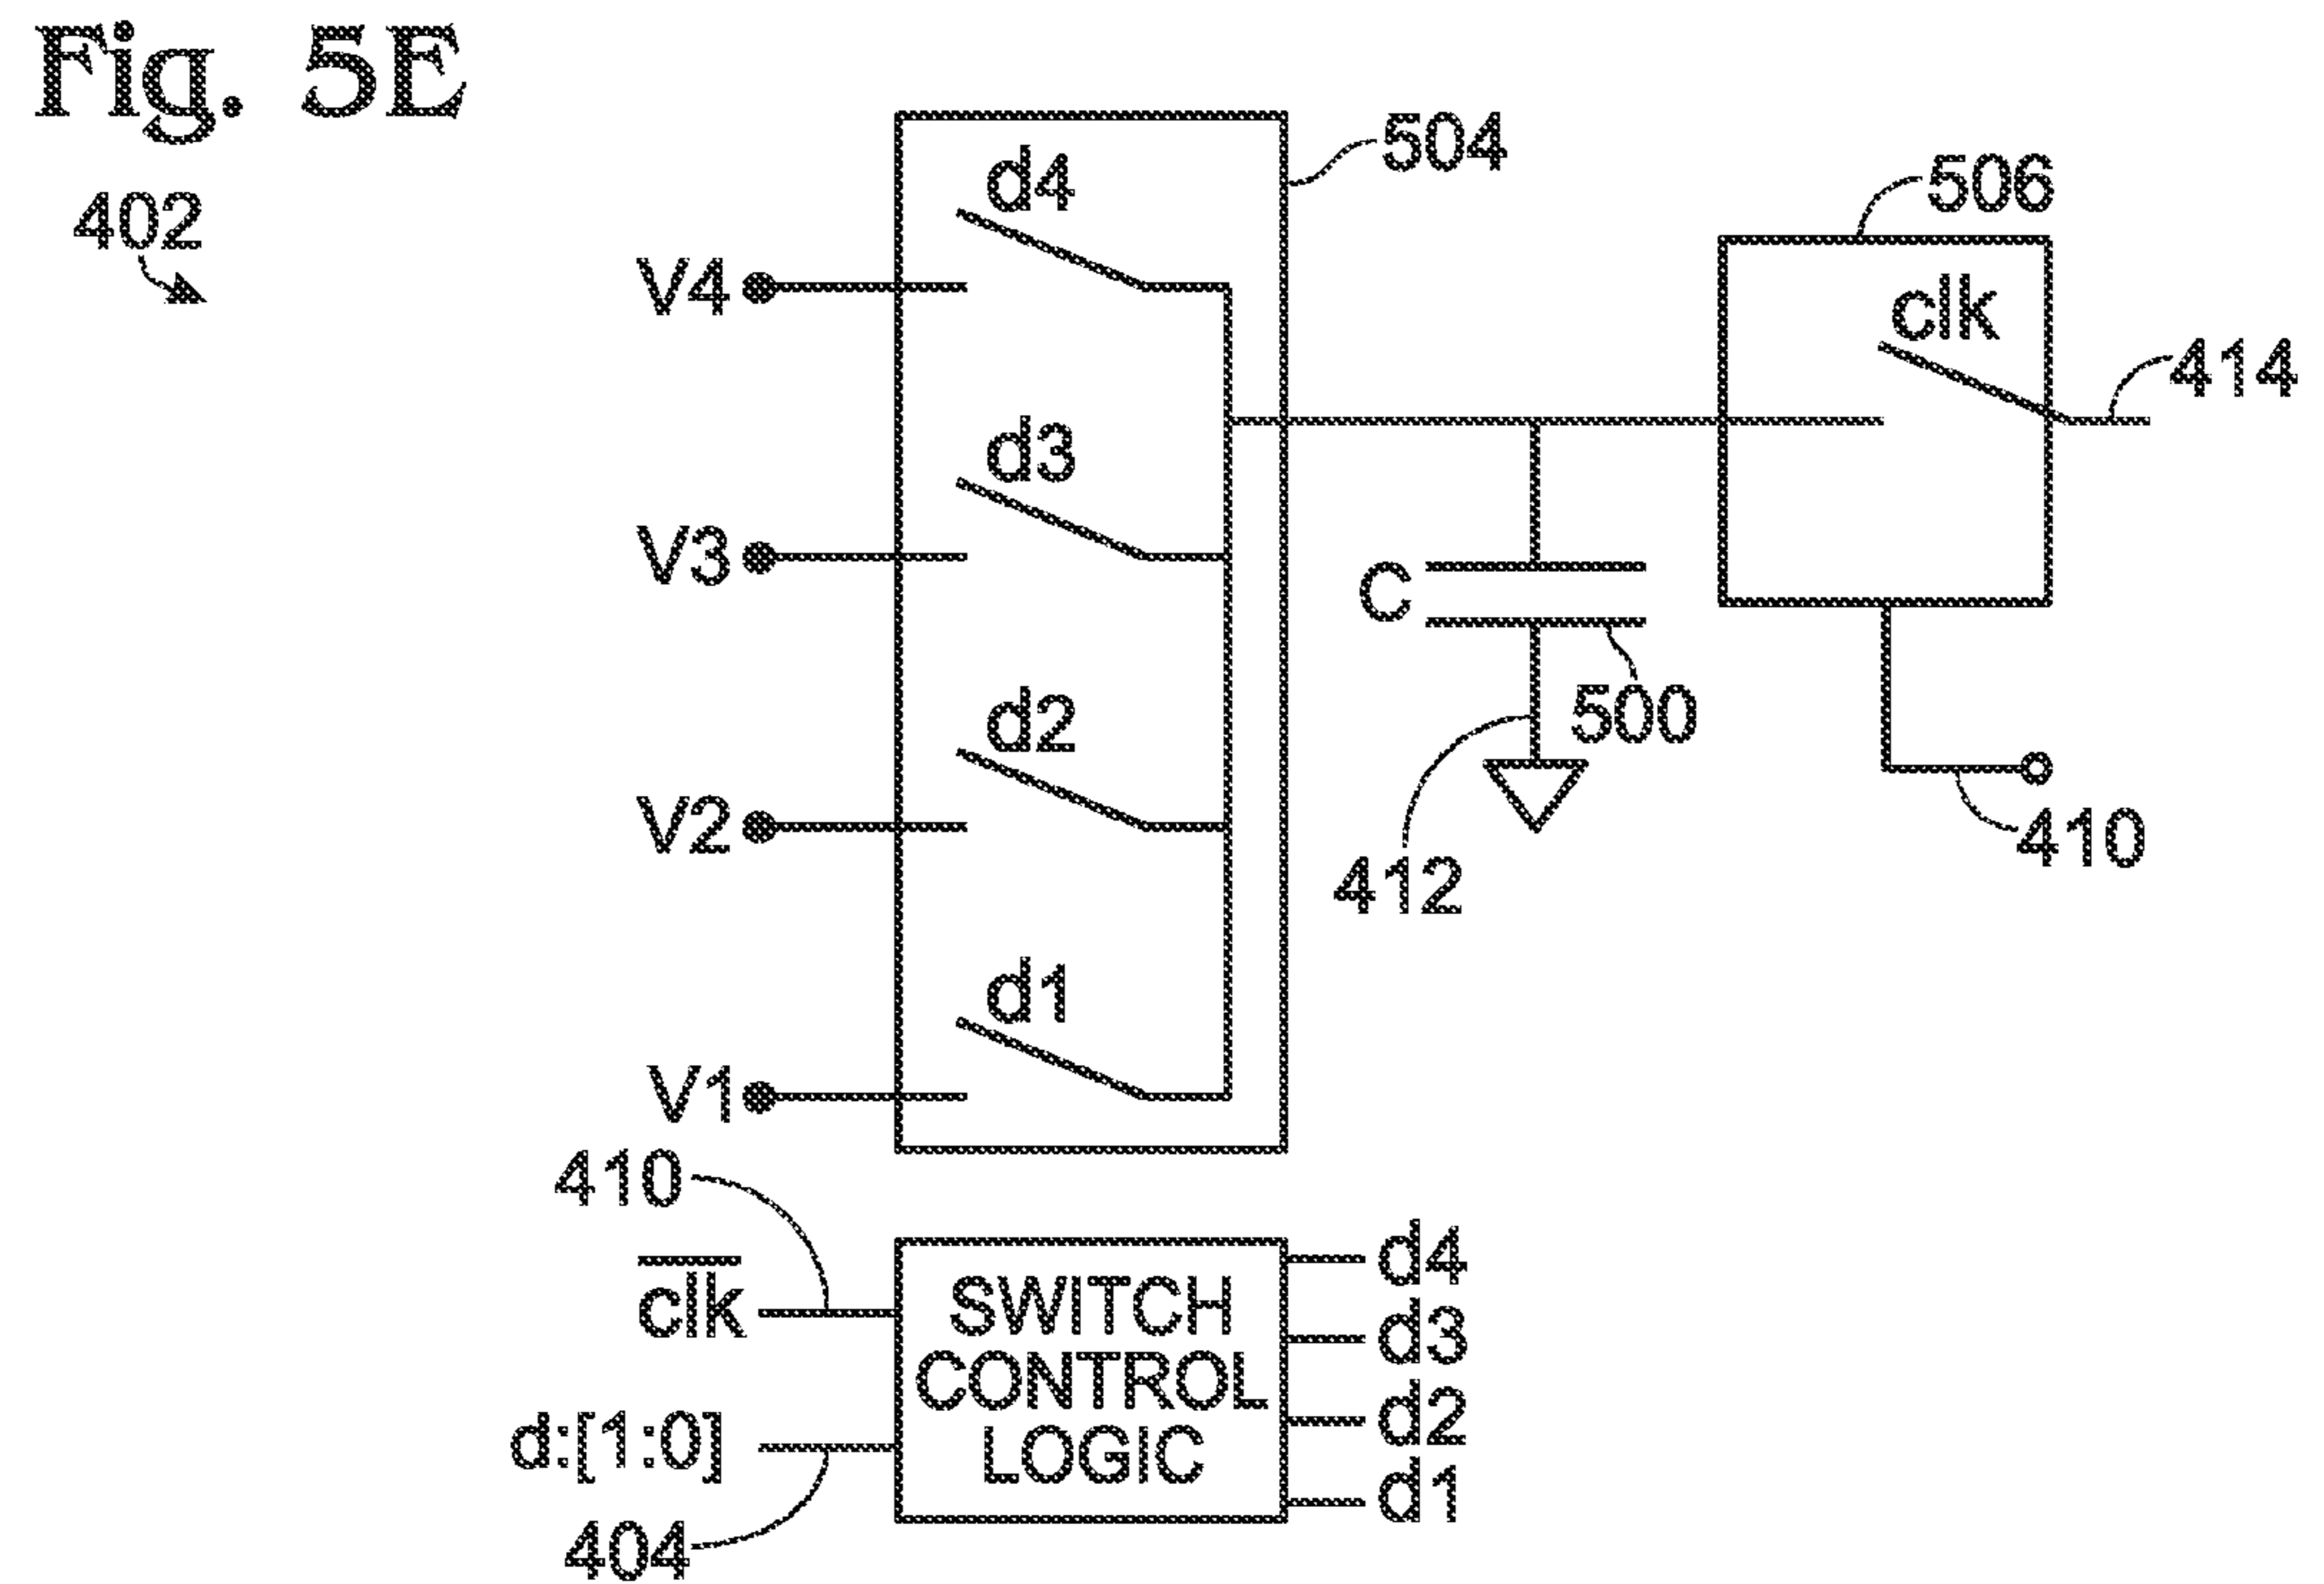 Fig. 5E
402
504
d4
506
V4
clk
414
d3
V3
C
500
d2
V2
410
412
d1
V1
410
c̅l̅k̅
SWITCH
CONTROL
LOGIC
d4
d3
d2
d1
d:[1:0]
404